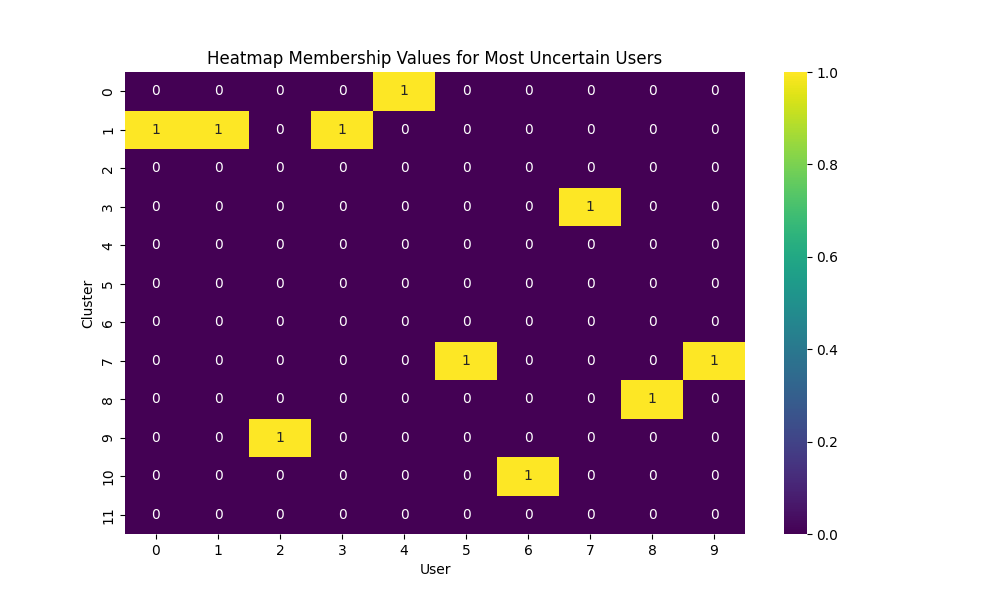 Heatmap Membership Values for Most Uncertain Users
0 0 0 0 0 1 0 0 0 0 0 1.0
1 1 1 0 1 0 0 0 0 0 0
2 0 0 0 0 0 0 0 0 0 0 0.8
3 0 0 0 0 0 0 0 1 0 0
4 0 0 0 0 0 0 0 0 0 0 0.6
5 0 0 0 0 0 0 0 0 0 0
Cluster
6 0 0 0 0 0 0 0 0 0 0
7 0 0 0 0 0 1 0 0 0 1 0.4
8 0 0 0 0 0 0 0 0 1 0
9 0 0 1 0 0 0 0 0 0 0 0.2
10 0 0 0 0 0 0 1 0 0 0
11 0 0 0 0 0 0 0 0 0 0 0.0
0 1 2 3 4 5 6 7 8 9
User